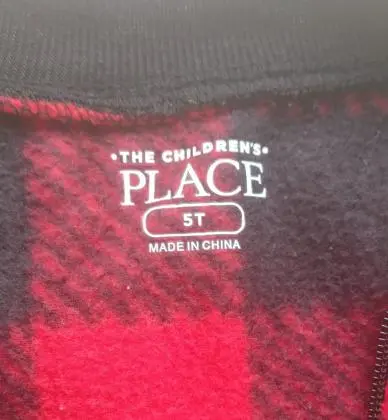 •THE CHILDREN'S•
PLACE
5T
MADE IN CHINA